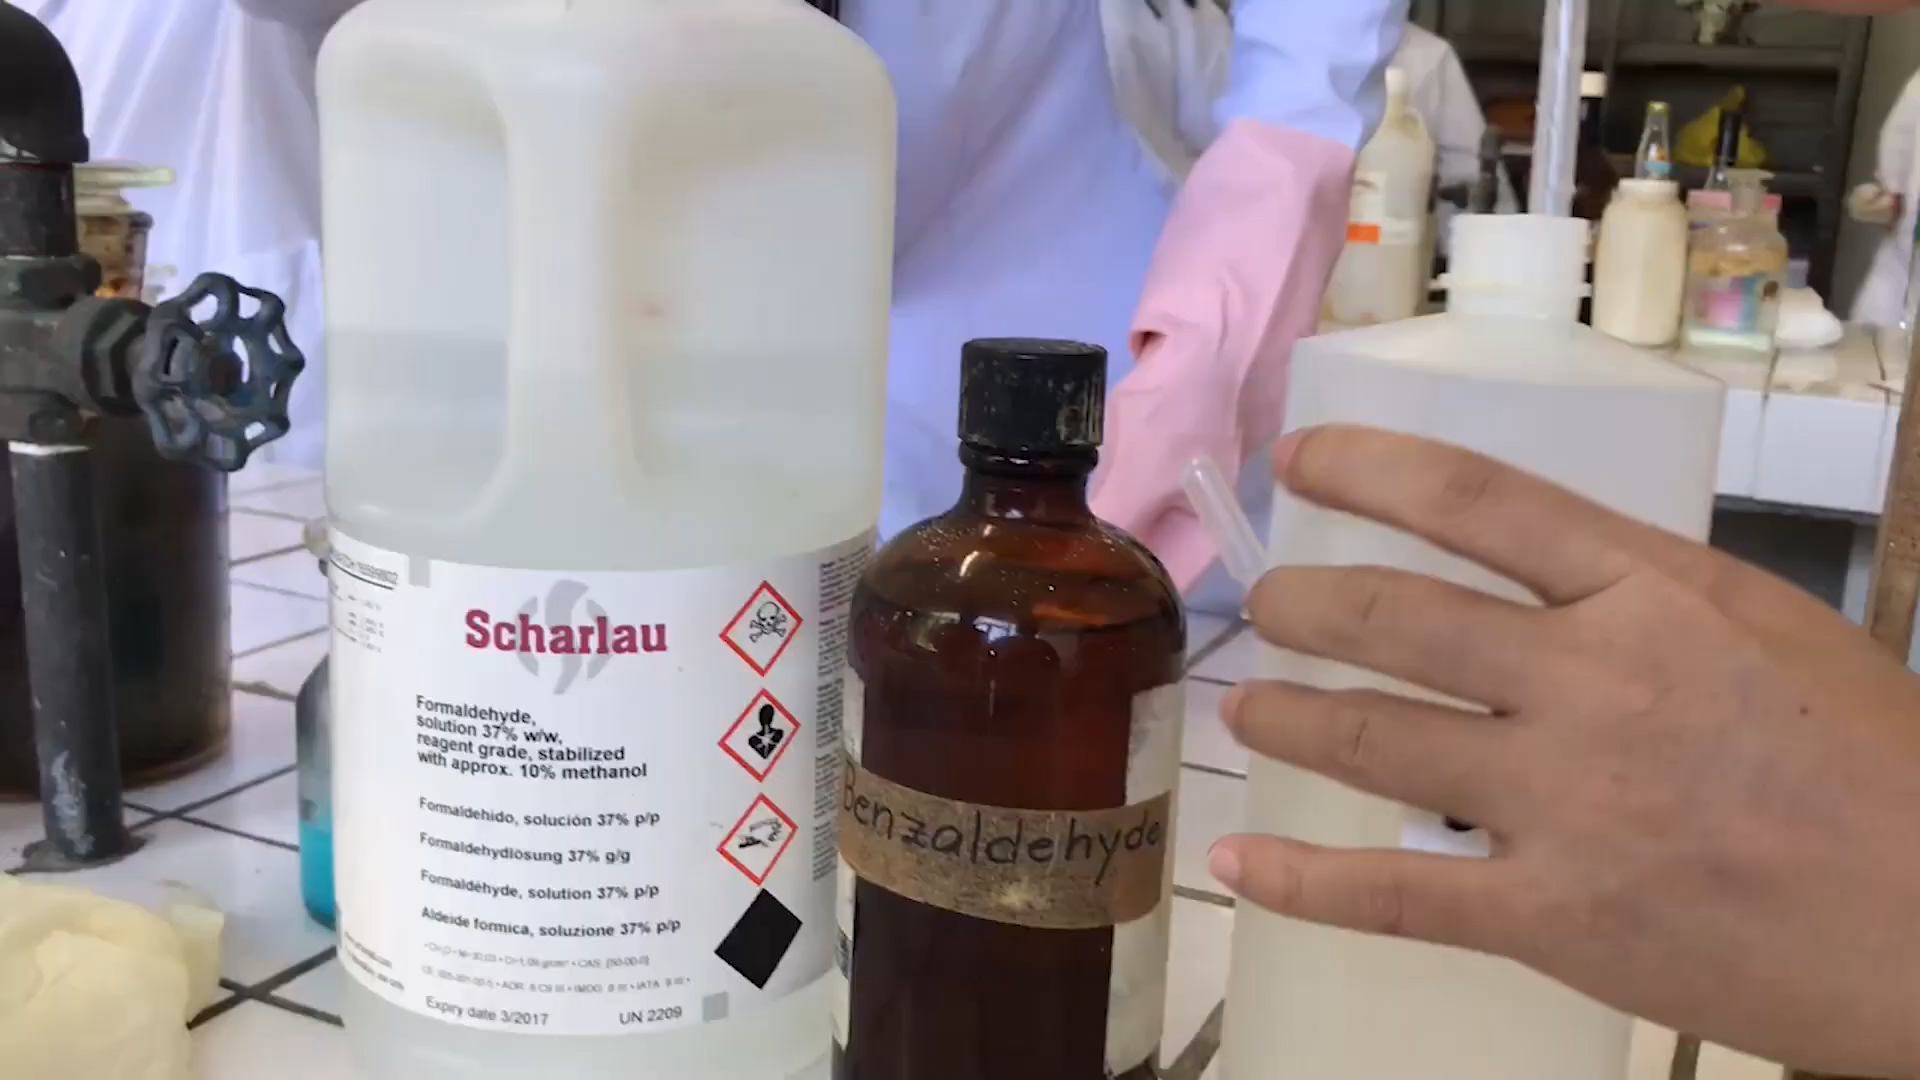 Scharlau
Formaldehyde,
solution 37% w/w,
reagent grade, stabilized
with approx. 10% methanol
Formaldehido, solución 37% p/p
Formaldehydlösung 37% g/g
Formaldéhyde, solution 37% p/p
Aldeide formica, soluzione 37% p/p
Expiry date 3/2017
UN 2209
Benzaldehyde